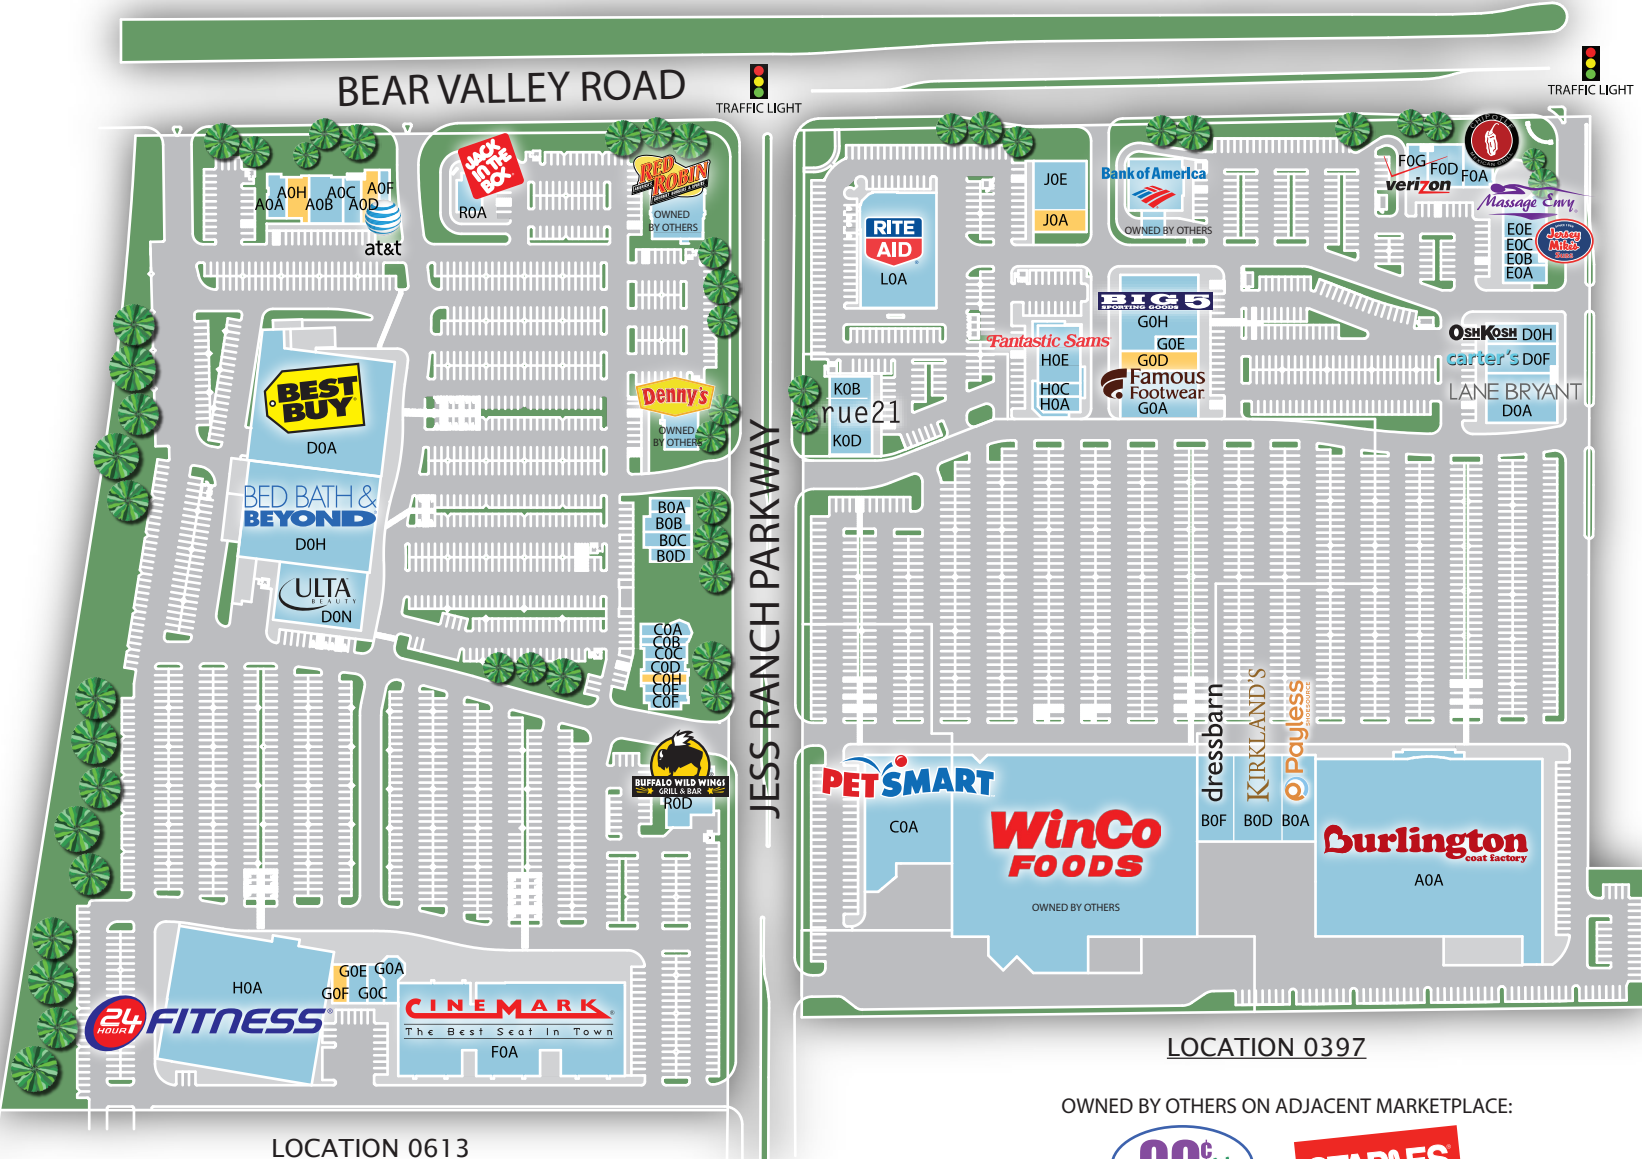 BEAR VALLEY ROAD
TRAFFIC LIGHT
TRAFFIC LIGHT
A0H
A0C
A0F
A0A
A0B
A0D
at&t
JACK
IN THE
BOX
R0A
RED
ROBIN
OWNED
BY OTHERS
RITE
AID
L0A
J0E
J0A
Bank of America
OWNED BY OTHERS
F0G
F0D
F0A
verizon
CHIPOTLE
MEXICAN GRILL
Massage Envy
E0E
E0C
E0B
E0A
Jersey
Mike's
Subs
BIG 5
SPORTING GOODS
G0H
G0E
G0D
Famous
Footwear
G0A
Fantastic Sams
H0E
H0C
H0A
OSHKOSH D0H
carter's D0F
LANE BRYANT
D0A
K0B
rue21
K0D
BEST
BUY
D0A
BED BATH &
BEYOND
D0H
ULTA
BEAUTY
D0N
Denny's
OWNED
BY OTHERS
B0A
B0B
B0C
B0D
C0A
C0B
C0C
C0D
C0H
C0E
C0F
JESS RANCH PARKWAY
BUFFALO WILD WINGS
GRILL & BAR
R0D
PETSMART
C0A
WinCo
FOODS
OWNED BY OTHERS
dressbarn
B0F
KIRKLAND'S
B0D
Payless
SHOESOURCE
B0A
Burlington
coat factory
A0A
H0A
24
HOUR
FITNESS
G0E
G0A
G0F
G0C
CINEMARK
The Best Seat In Town
F0A
LOCATION 0613
LOCATION 0397
OWNED BY OTHERS ON ADJACENT MARKETPLACE:
99¢
STAPLES